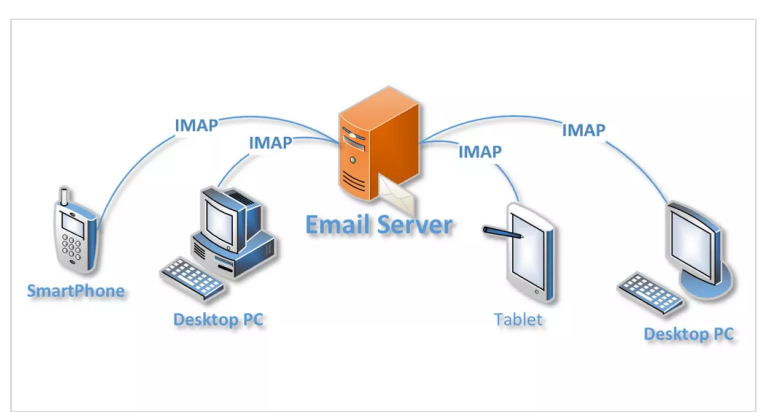 IMAP
IMAP
IMAP
IMAP
Email Server
SmartPhone
Desktop PC
Tablet
Desktop PC